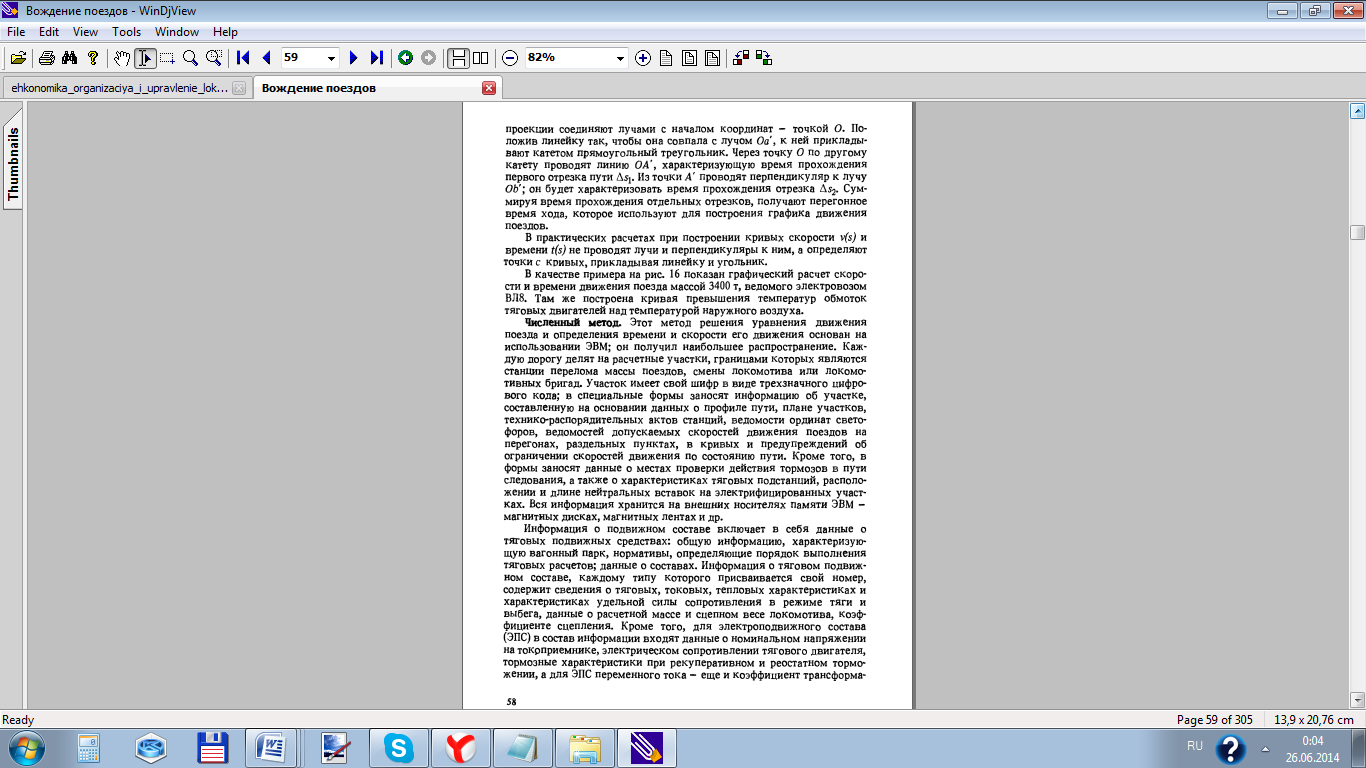 Вождение поездов - WinDjView
File Edit View Tools Window Help
59 82%
ehkonomika_organizaciya_i_upravlenie_lok... Вождение поездов
Thumbnails
проекции соединяют лучами с началом координат – точкой O. По-
ложив линейку так, чтобы она совпала с лучом Oa′, к ней приклады-
вают катетом прямоугольный треугольник. Через точку O по другому
катету проводят линию OA′, характеризующую время прохождения
первого отрезка пути Δs₁. Из точки A′ проводят перпендикуляр к лучу
Ob′; он будет характеризовать время прохождения отрезка Δs₂. Сум-
мируя время прохождения отдельных отрезков, получают перегонное
время хода, которое используют для построения графика движения
поездов.
В практических расчетах при построении кривых скорости v(s) и
времени t(s) не проводят лучи и перпендикуляры к ним, а определяют
точки с кривых, прикладывая линейку и угольник.
В качестве примера на рис. 16 показан графический расчет скоро-
сти и времени движения поезда массой 3400 т, ведомого электровозом
ВЛ8. Там же построена кривая превышения температур обмоток
тяговых двигателей над температурой наружного воздуха.
Численный метод. Этот метод решения уравнения движения
поезда и определения времени и скорости его движения основан на
использовании ЭВМ; он получил наибольшее распространение. Каж-
дую дорогу делят на расчетные участки, границами которых являются
станции перелома массы поездов, смены локомотива или локомо-
тивных бригад. Участок имеет свой шифр в виде трехзначного цифро-
вого кода; в специальные формы заносят информацию об участке,
составленную на основании данных о профиле пути, плане участков,
технико-распорядительных актов станций, ведомости ординат свето-
форов, ведомостей допускаемых скоростей движения поездов на
перегонах, раздельных пунктах, в кривых и предупреждений об
ограничении скоростей движения по состоянию пути. Кроме того, в
формы заносят данные о местах проверки действия тормозов в пути
следования, а также о характеристиках тяговых подстанций, располо-
жении и длине нейтральных вставок на электрифицированных участ-
ках. Вся информация хранится на внешних носителях памяти ЭВМ –
магнитных дисках, магнитных лентах и др.
Информация о подвижном составе включает в себя данные о
тяговых подвижных средствах: общую информацию, характеризую-
щую вагонный парк, нормативы, определяющие порядок выполнения
тяговых расчетов; данные о составах. Информация о тяговом подвиж-
ном составе, каждому типу которого присваивается свой номер,
содержит сведения о тяговых, токовых, тепловых характеристиках и
характеристиках удельной силы сопротивления в режиме тяги и
выбега, данные о расчетной массе и сцепном весе локомотива, коэф-
фициенте сцепления. Кроме того, для электроподвижного состава
(ЭПС) в состав информации входят данные о номинальном напряжении
на токоприемнике, электрическом сопротивлении тягового двигателя,
тормозные характеристики при рекуперативном и реостатном тормо-
жении, а для ЭПС переменного тока – еще и коэффициент трансформа-
58
Ready Page 59 of 305 13,9 x 20,76 cm
RU 0:04
26.06.2014